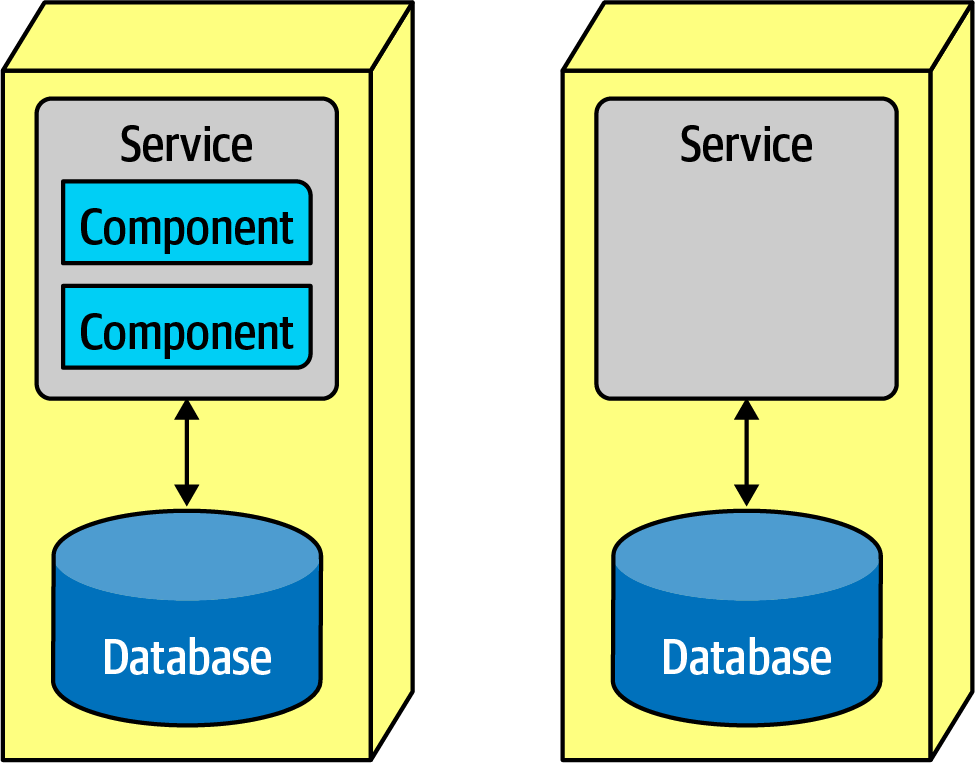 Service
Component
Component
Database
Service
Database